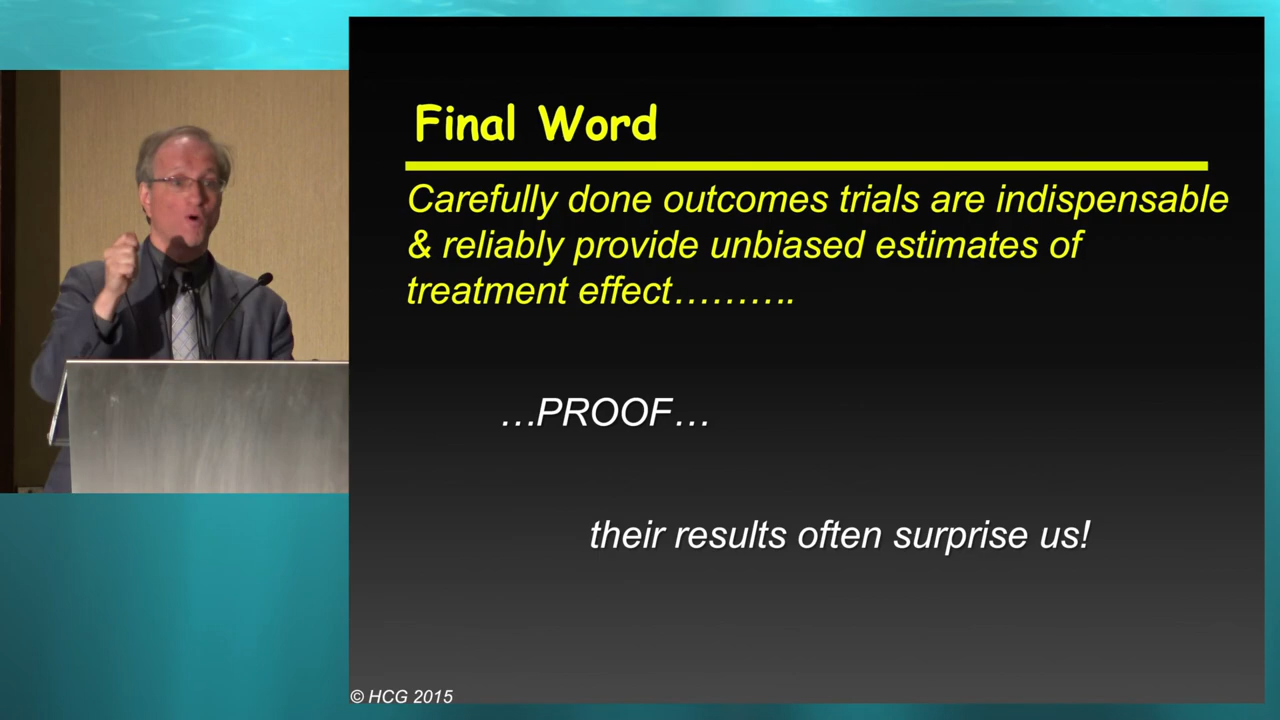 Final Word
Carefully done outcomes trials are indispensable
& reliably provide unbiased estimates of
treatment effect………..
…PROOF…
their results often surprise us!
© HCG 2015